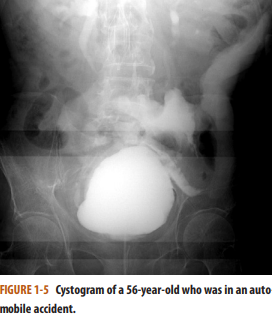 FIGURE 1-5 Cystogram of a 56-year-old who was in an auto
mobile accident.